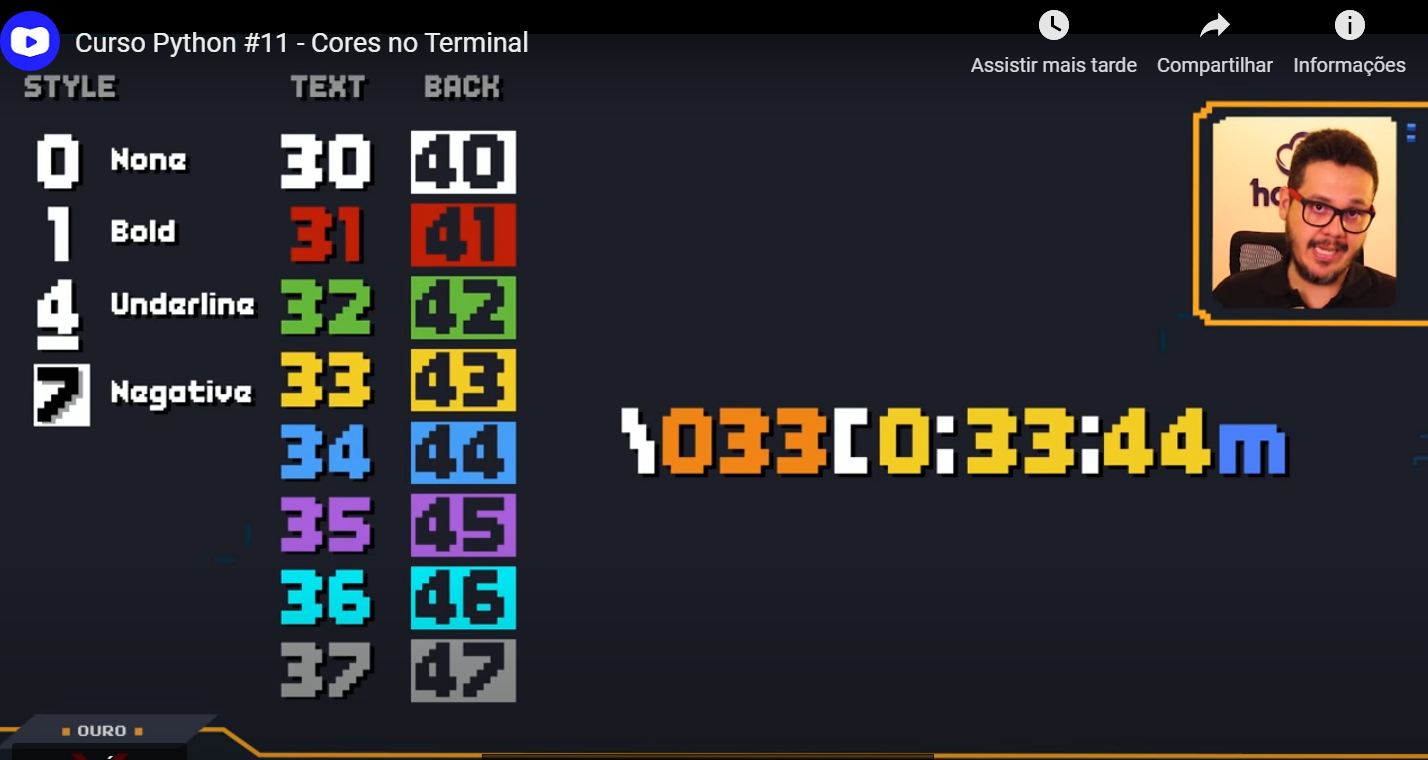 Curso Python #11 - Cores no Terminal
Assistir mais tarde Compartilhar Informações
STYLE TEXT BACK
0 None 30 40
1 Bold 31 41
4 Underline 32 42
7 Negative 33 43
34 44
35 45
36 46
37 47
\033[0:33:44m
OURO